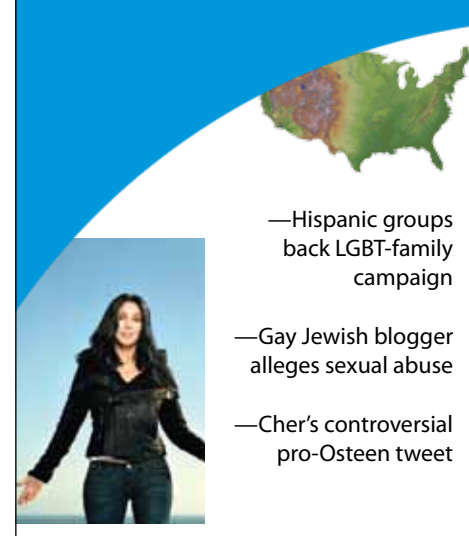 —Hispanic groups
back LGBT-family
campaign
—Gay Jewish blogger
alleges sexual abuse
—Cher's controversial
pro-Osteen tweet